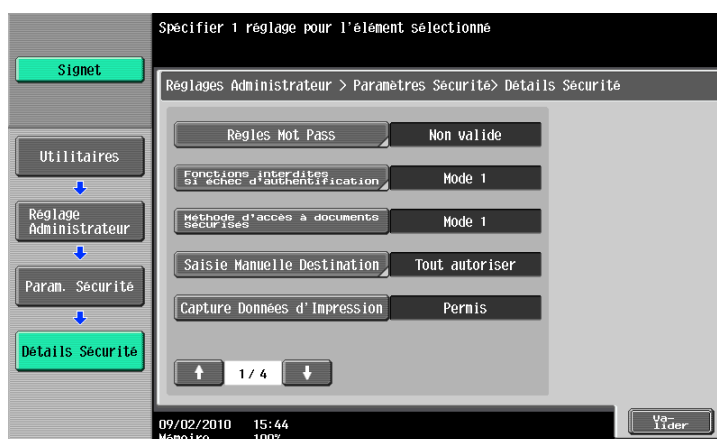 Spécifier 1 réglage pour l'élément sélectionné
Signet
Réglages Administrateur > Paramètres Sécurité> Détails Sécurité
Utilitaires
Réglage
Administrateur
Param. Sécurité
Détails Sécurité
Règles Mot Pass
Non valide
Fonctions interdites
si échec d'authentification
Mode 1
Méthode d'accès à documents
sécurisés
Mode 1
Saisie Manuelle Destination
Tout autoriser
Capture Données d'Impression
Permis
1/ 4
09/02/2010 15:44
Mémoire 100%
Va-
lider